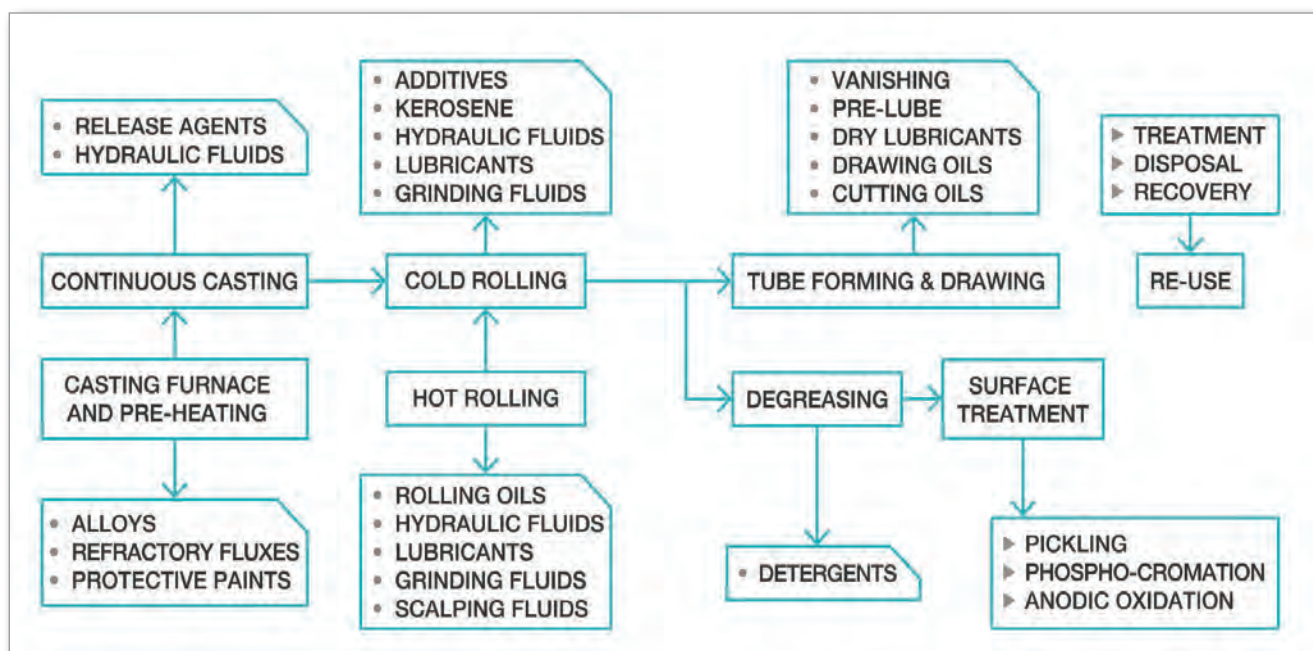 RELEASE AGENTS
HYDRAULIC FLUIDS
ADDITIVES
KEROSENE
HYDRAULIC FLUIDS
LUBRICANTS
GRINDING FLUIDS
VANISHING
PRE-LUBE
DRY LUBRICANTS
DRAWING OILS
CUTTING OILS
TREATMENT
DISPOSAL
RECOVERY
CONTINUOUS CASTING
COLD ROLLING
TUBE FORMING & DRAWING
RE-USE
CASTING FURNACE
AND PRE-HEATING
HOT ROLLING
DEGREASING
SURFACE
TREATMENT
ALLOYS
REFRACTORY FLUXES
PROTECTIVE PAINTS
ROLLING OILS
HYDRAULIC FLUIDS
LUBRICANTS
GRINDING FLUIDS
SCALPING FLUIDS
DETERGENTS
PICKLING
PHOSPHO-CROMATION
ANODIC OXIDATION